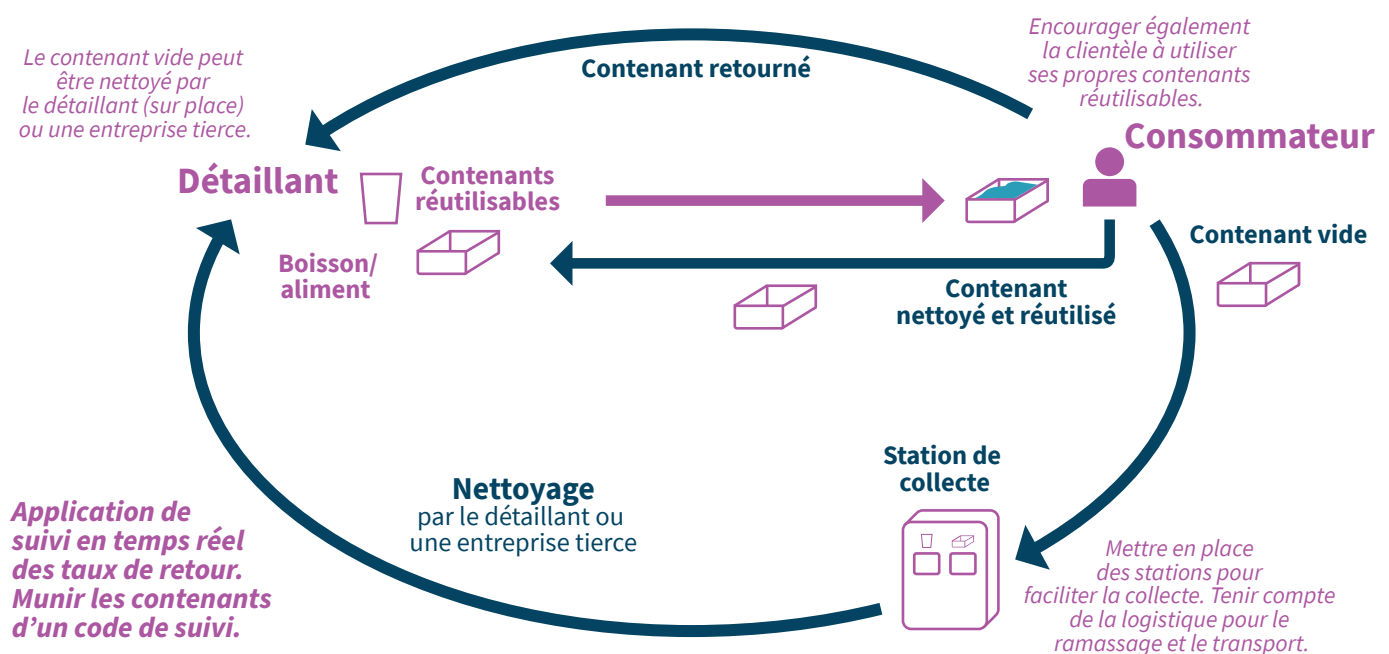 Le contenant vide peut
être nettoyé par
le détaillant (sur place)
ou une entreprise tierce.
Contenant retourné
Encourager également
la clientèle à utiliser
ses propres contenants
réutilisables.
Consommateur
Détaillant
Contenants
réutilisables
Boisson/
aliment
Contenant vide
Contenant
nettoyé et réutilisé
Station de
collecte
Nettoyage
par le détaillant ou
une entreprise tierce
Application de
suivi en temps réel
des taux de retour.
Munir les contenants
d’un code de suivi.
Mettre en place
des stations pour
faciliter la collecte. Tenir compte
de la logistique pour le
ramassage et le transport.